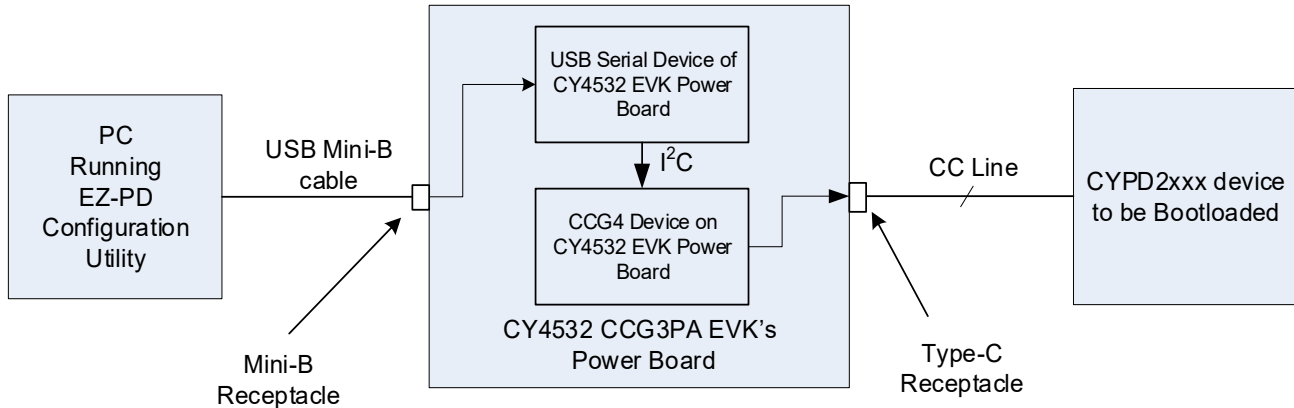 PC
Running
EZ-PD
Configuration
Utility
USB Mini-B
cable
Mini-B
Receptacle
USB Serial Device of
CY4532 EVK Power
Board
I²C
CCG4 Device on
CY4532 EVK Power
Board
CY4532 CCG3PA EVK's
Power Board
CC Line
Type-C
Receptacle
CYPD2xxx device
to be Bootloaded